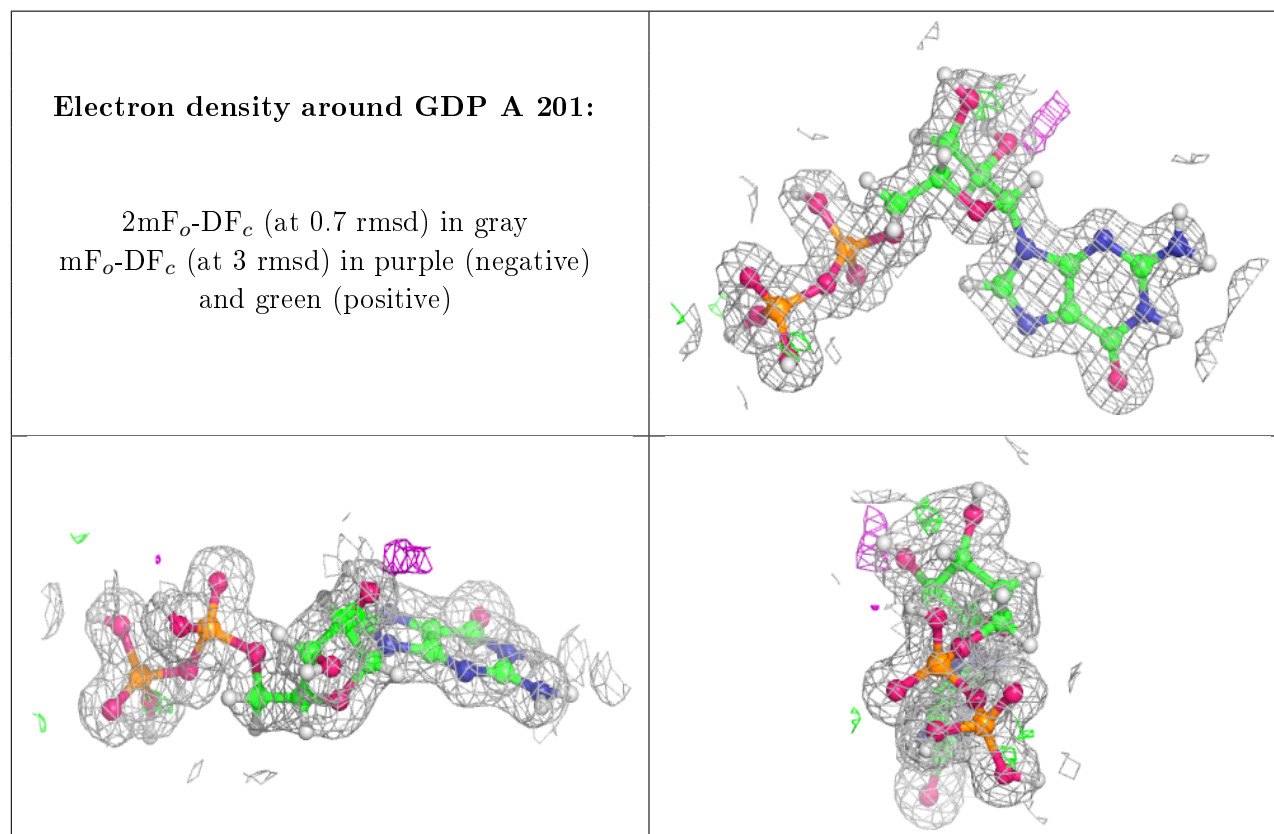 Electron density around GDP A 201:
2mFo-DFc (at 0.7 rmsd) in gray
mFo-DFc (at 3 rmsd) in purple (negative)
and green (positive)